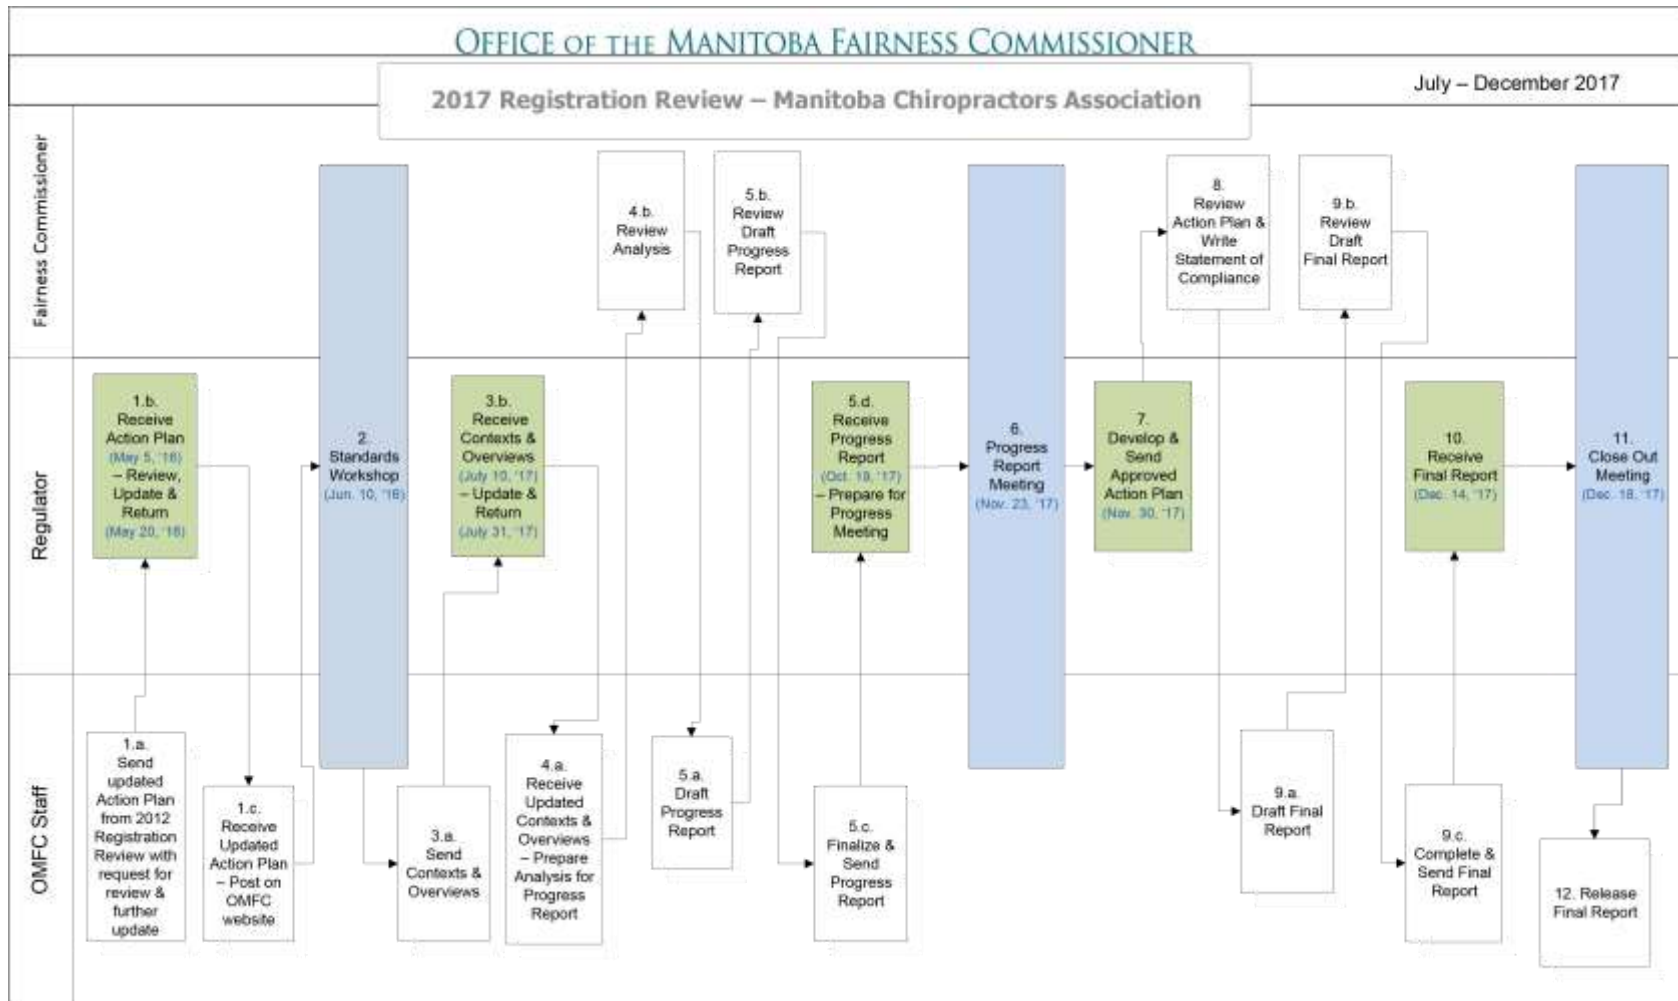 OFFICE OF THE MANITOBA FAIRNESS COMMISSIONER
2017 Registration Review – Manitoba Chiropractors Association
July – December 2017
Fairness Commissioner
4.b.
Review
Analysis
5.b.
Review
Draft
Progress
Report
8.
Review
Action Plan &
Write
Statement of
Compliance
9.b.
Review
Draft
Final Report
Regulator
1.b.
Receive
Action Plan
(May 5, '16)
– Review,
Update &
Return
(May 20, '16)
2.
Standards
Workshop
(Jun. 10, '16)
3.b.
Receive
Contexts &
Overviews
(July 10, '17)
– Update &
Return
(July 31, '17)
5.d.
Receive
Progress
Report
(Oct. 19, '17)
– Prepare for
Progress
Meeting
6.
Progress
Report
Meeting
(Nov. 23, '17)
7.
Develop &
Send
Approved
Action Plan
(Nov. 30, '17)
10.
Receive
Final Report
(Dec. 14, '17)
11.
Close Out
Meeting
(Dec. 18, '17)
OMFC Staff
1.a.
Send
updated
Action Plan
from 2012
Registration
Review with
request for
review &
further
update
1.c.
Receive
Updated
Action Plan
– Post on
OMFC
website
3.a.
Send
Contexts &
Overviews
4.a.
Receive
Updated
Contexts &
Overviews
– Prepare
Analysis for
Progress
Report
5.a.
Draft
Progress
Report
5.c.
Finalize &
Send
Progress
Report
9.a.
Draft Final
Report
9.c.
Complete &
Send Final
Report
12. Release
Final Report